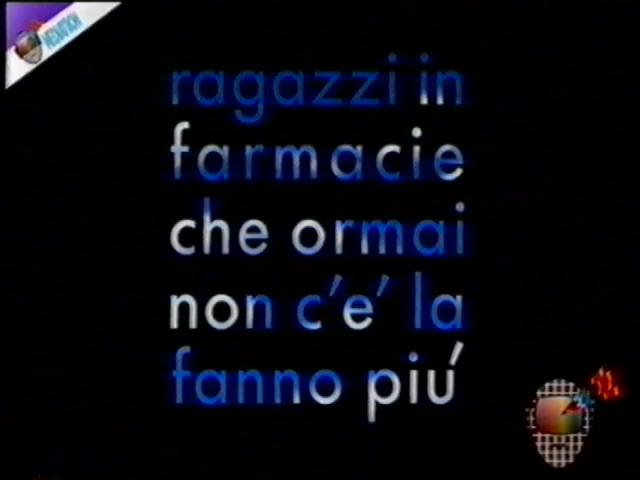 ragazzi in
farmacie
che ormai
non c'e' la
fanno piu'